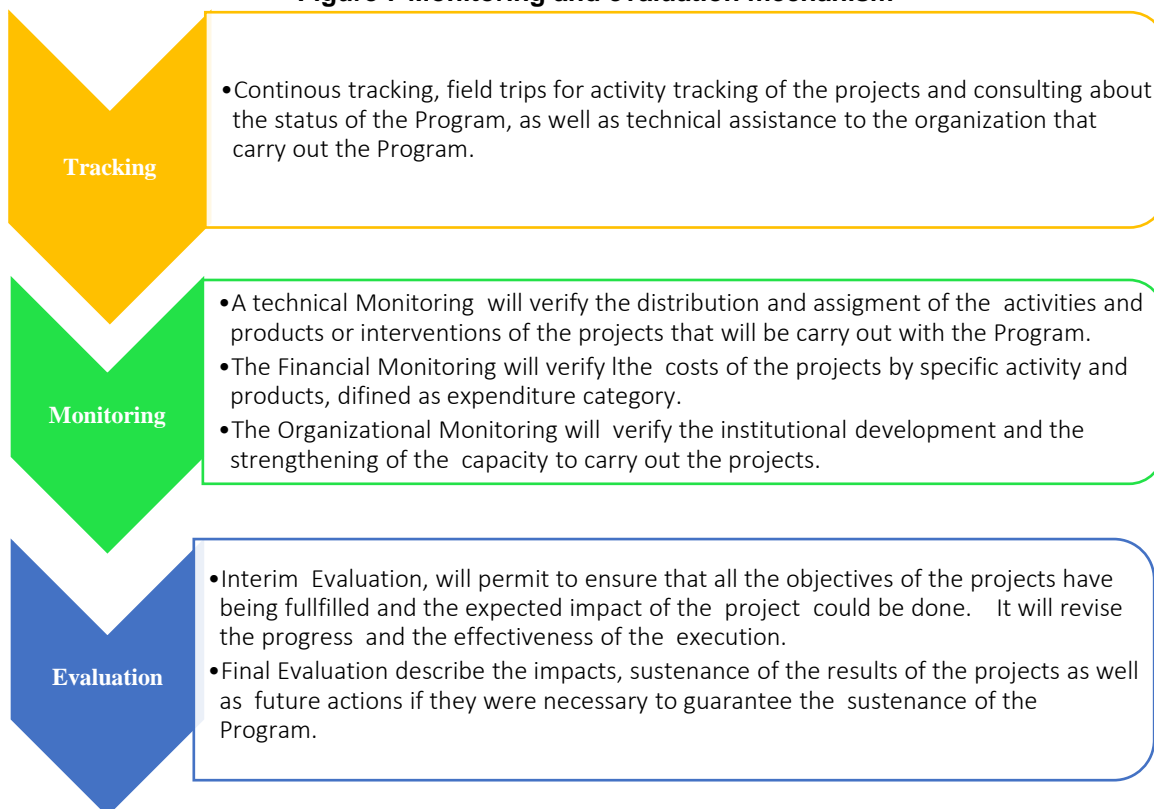 Figure 7 Monitoring and evaluation mechanism
Tracking
•Continous tracking, field trips for activity tracking of the projects and consulting about
the status of the Program, as well as technical assistance to the organization that
carry out the Program.
Monitoring
•A technical Monitoring will verify the distribution and assigment of the activities and
products or interventions of the projects that will be carry out with the Program.
•The Financial Monitoring will verify lthe costs of the projects by specific activity and
products, difined as expenditure category.
•The Organizational Monitoring will verify the institutional development and the
strengthening of the capacity to carry out the projects.
Evaluation
•Interim Evaluation, will permit to ensure that all the objectives of the projects have
being fullfilled and the expected impact of the project could be done. It will revise
the progress and the effectiveness of the execution.
•Final Evaluation describe the impacts, sustenance of the results of the projects as well
as future actions if they were necessary to guarantee the sustenance of the
Program.